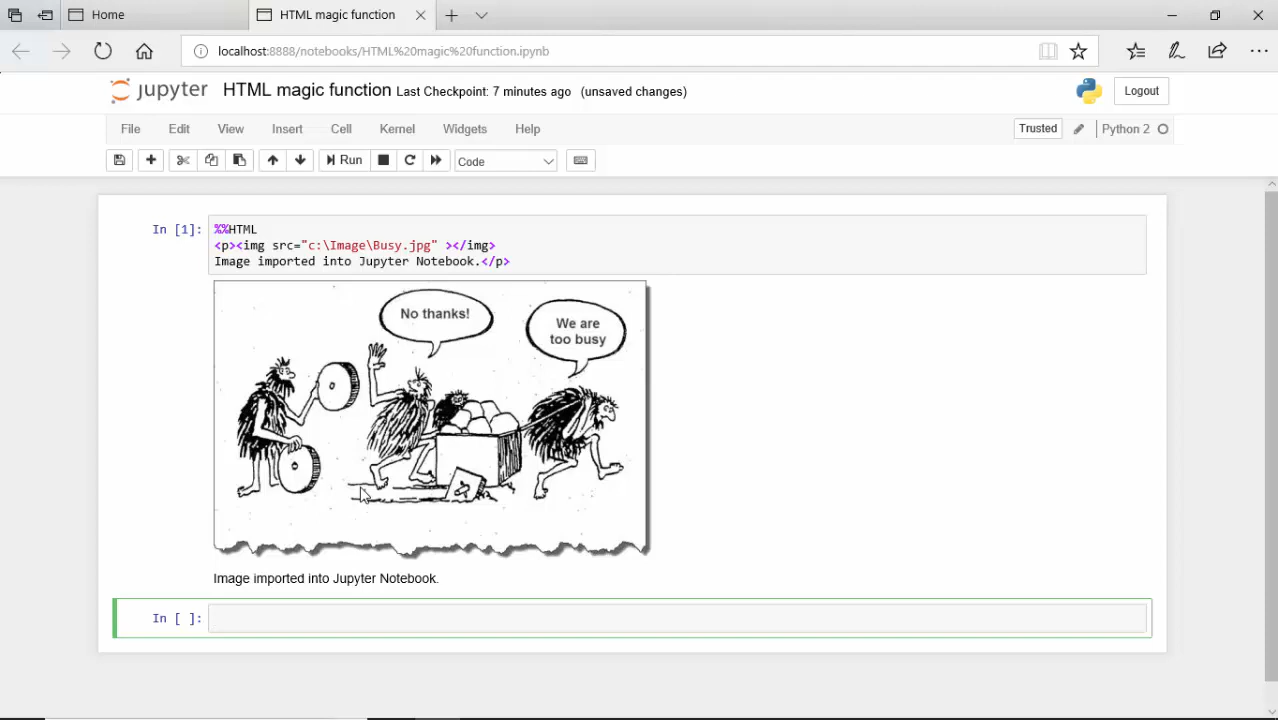 Home
HTML magic function
localhost:8888/notebooks/HTML%20magic%20function.ipynb
jupyter HTML magic function Last Checkpoint: 7 minutes ago (unsaved changes)
Logout
File Edit View Insert Cell Kernel Widgets Help
Trusted
Python 2
Run
Code
In [1]: %%HTML
<p><img src="c:\Image\Busy.jpg" ></img>
Image imported into Jupyter Notebook.</p>
No thanks!
We are
too busy
Image imported into Jupyter Notebook.
In [ ]: